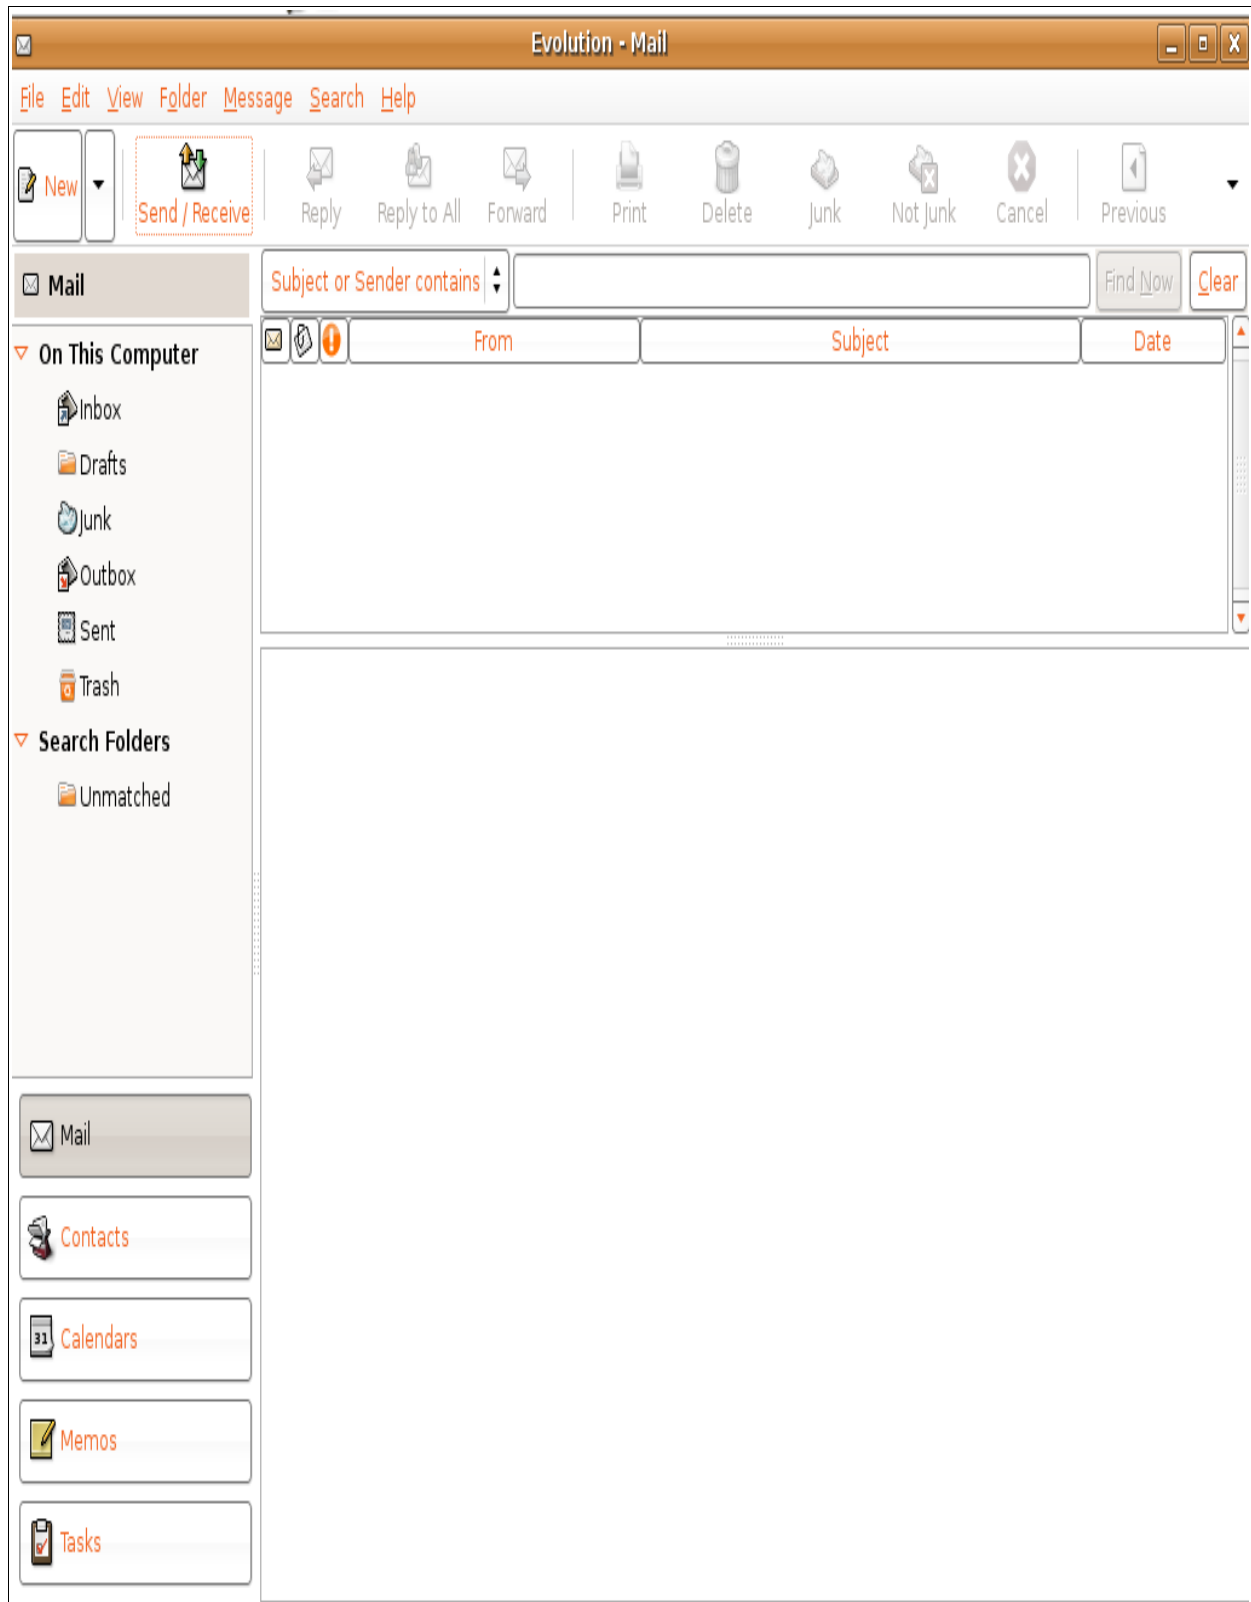 Evolution - Mail
File Edit View Folder Message Search Help
New Send / Receive Reply Reply to All Forward Print Delete Junk Not Junk Cancel Previous
Mail Subject or Sender contains Find Now Clear
From Subject Date
On This Computer
Inbox
Drafts
Junk
Outbox
Sent
Trash
Search Folders
Unmatched
Mail
Contacts
31 Calendars
Memos
Tasks